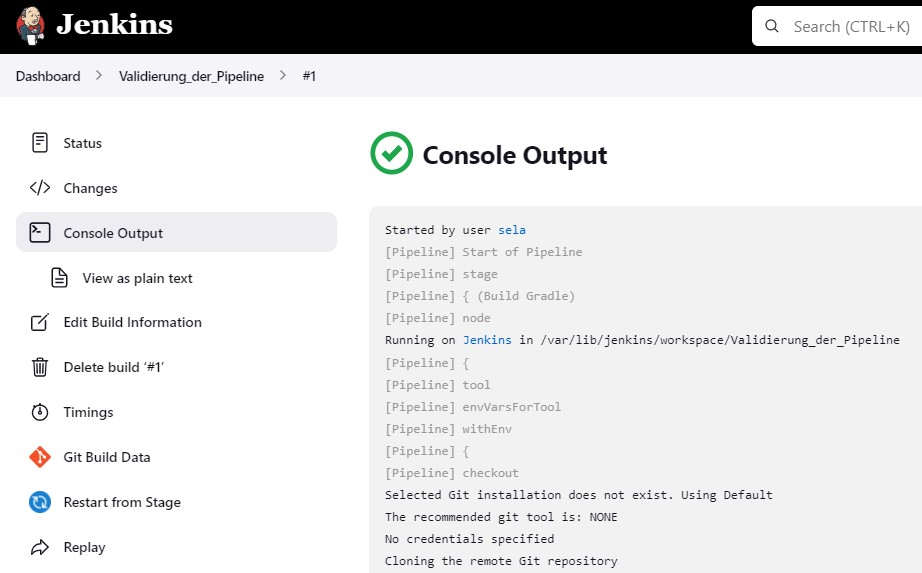 Jenkins
Search (CTRL+K)
Dashboard > Validierung_der_Pipeline > #1
Status
Changes
Console Output
View as plain text
Edit Build Information
Delete build ‘#1’
Timings
Git Build Data
Restart from Stage
Replay
Console Output
Started by user sela
[Pipeline] Start of Pipeline
[Pipeline] stage
[Pipeline] { (Build Gradle)
[Pipeline] node
Running on Jenkins in /var/lib/jenkins/workspace/Validierung_der_Pipeline
[Pipeline] {
[Pipeline] tool
[Pipeline] envVarsForTool
[Pipeline] withEnv
[Pipeline] {
[Pipeline] checkout
Selected Git installation does not exist. Using Default
The recommended git tool is: NONE
No credentials specified
Cloning the remote Git repository